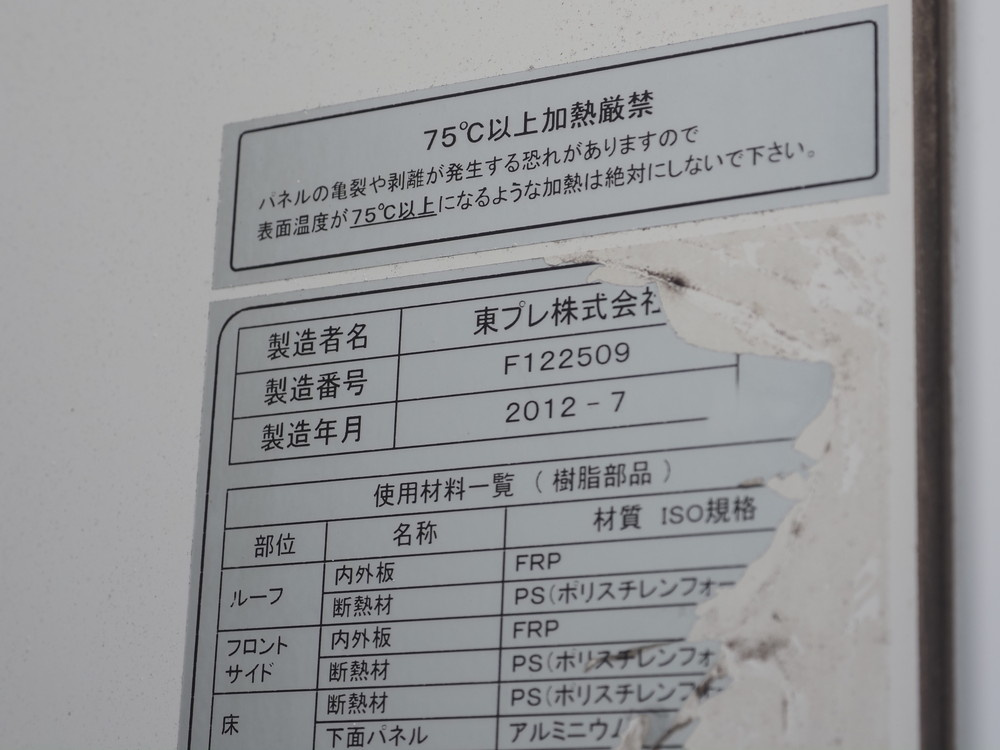 75℃以上加熱厳禁
パネルの亀裂や剥離が発生する恐れがありますので
表面温度が75℃以上になるような加熱は絶対にしないで下さい。
製造者名 東プレ株式会社
製造番号 F122509
製造年月 2012-7
使用材料一覧 (樹脂部品)
部位 名称 材質 ISO規格
ルーフ 内外板 FRP
断熱材 PS(ポリスチレンフォー
フロント サイド 内外板 FRP
断熱材 PS(ポリスチレンフォ
床 断熱材 PS(ポリスチレンフ
下面パネル アルミニウム